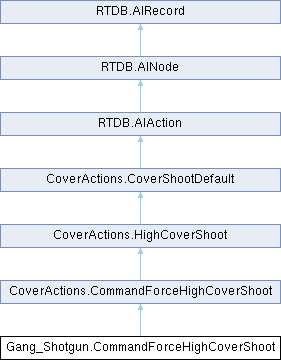 RTDB.AIRecord
RTDB.AINode
RTDB.AIAction
CoverActions.CoverShootDefault
CoverActions.HighCoverShoot
CoverActions.CommandForceHighCoverShoot
Gang_Shotgun.CommandForceHighCoverShoot